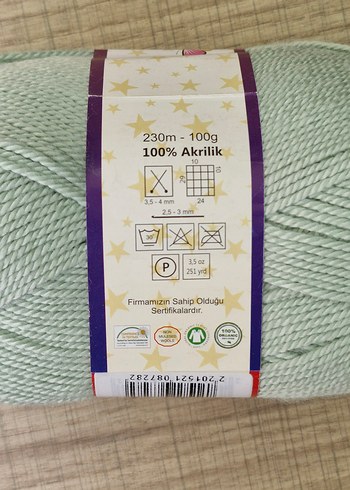 230m - 100g
100% Akrilik
10
3,5 - 4 mm
24
2,5 - 3 mm
30
P
3,5 oz
251 yrd
Firmamızın Sahip Olduğu
Sertifikalardır.
100%
ORGANIC
2 201521 087282